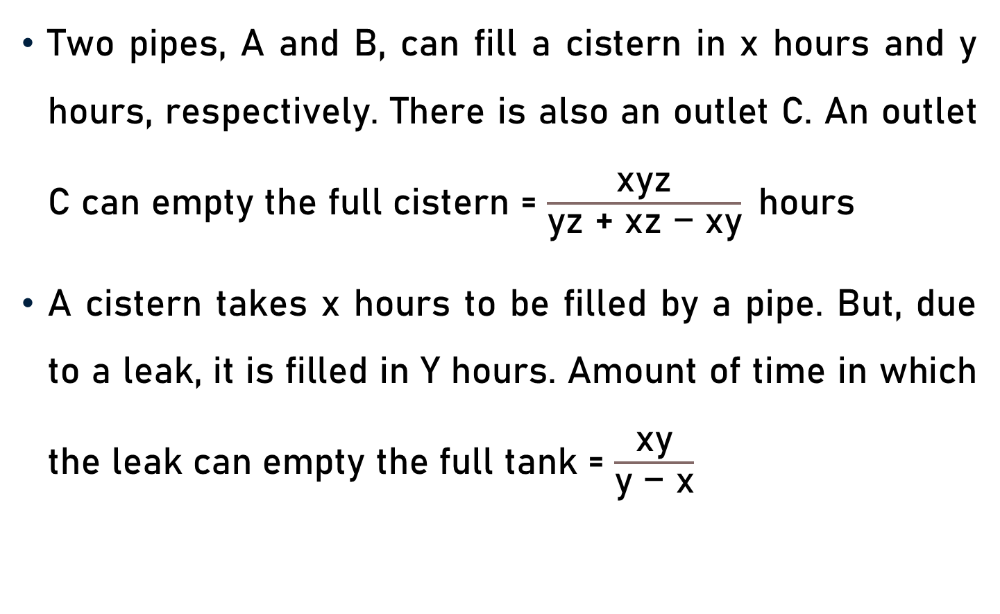 • Two pipes, A and B, can fill a cistern in x hours and y
hours, respectively. There is also an outlet C. An outlet
C can empty the full cistern = xyz / yz + xz − xy hours
• A cistern takes x hours to be filled by a pipe. But, due
to a leak, it is filled in Y hours. Amount of time in which
the leak can empty the full tank = xy / y − x